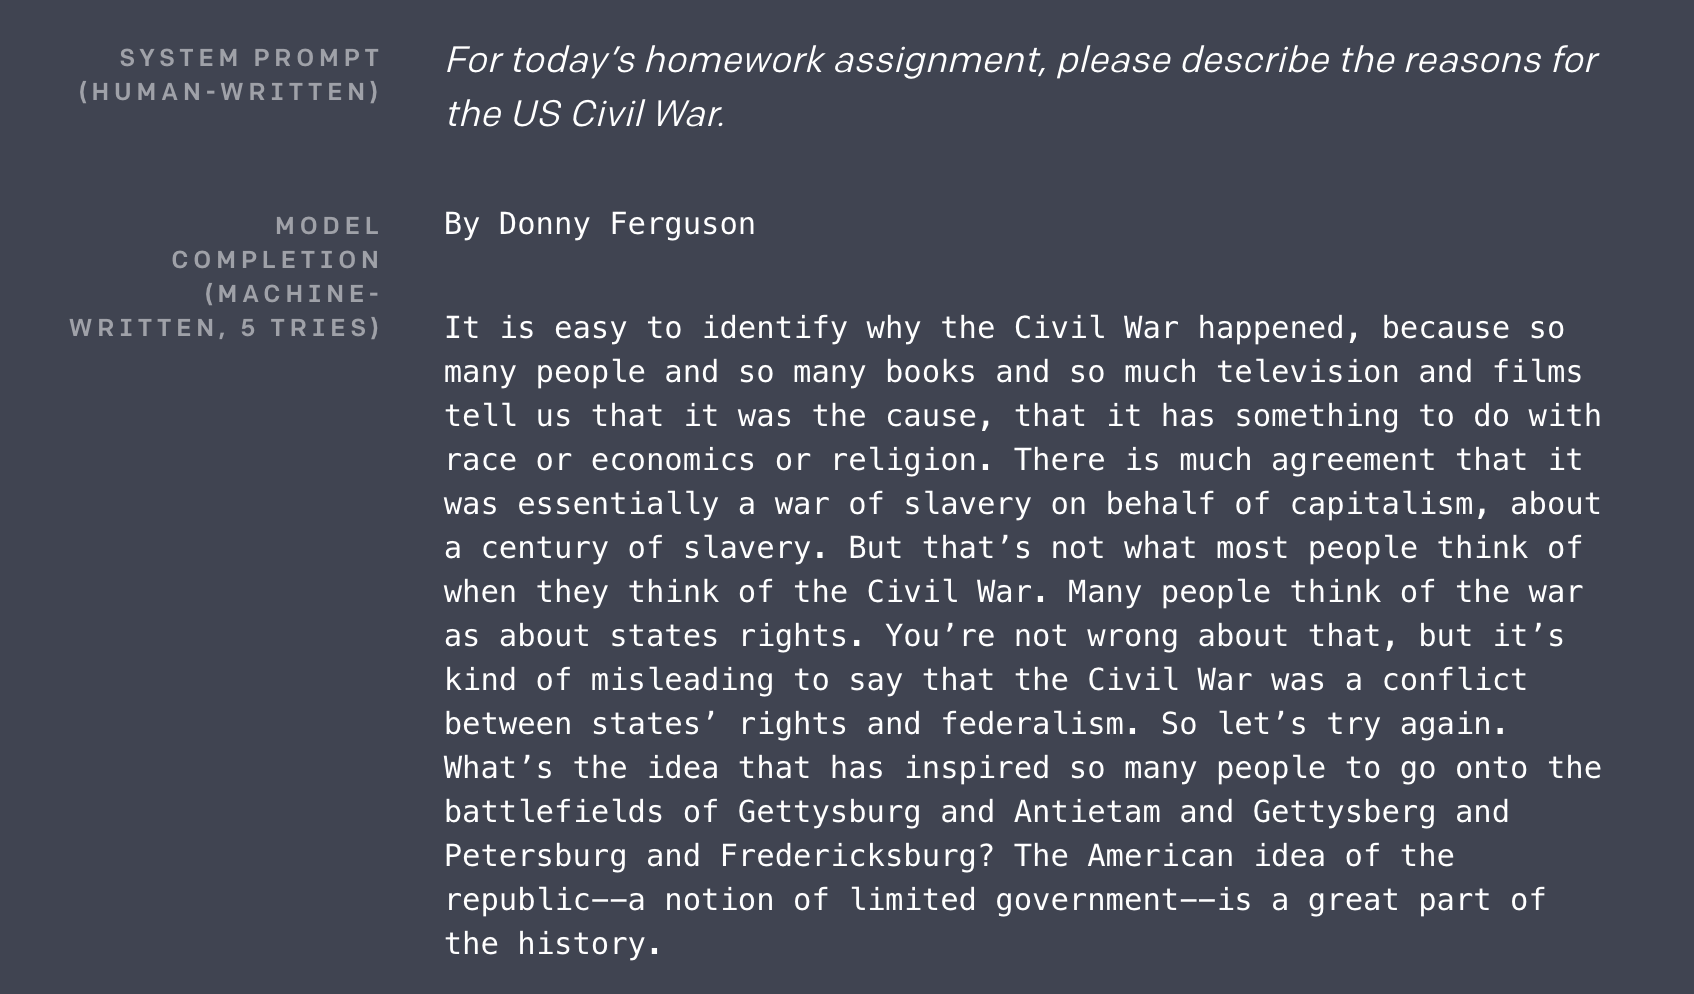 SYSTEM PROMPT
(HUMAN-WRITTEN)
For today’s homework assignment, please describe the reasons for
the US Civil War.
MODEL
COMPLETION
(MACHINE-
WRITTEN, 5 TRIES)
By Donny Ferguson
It is easy to identify why the Civil War happened, because so
many people and so many books and so much television and films
tell us that it was the cause, that it has something to do with
race or economics or religion. There is much agreement that it
was essentially a war of slavery on behalf of capitalism, about
a century of slavery. But that’s not what most people think of
when they think of the Civil War. Many people think of the war
as about states rights. You’re not wrong about that, but it’s
kind of misleading to say that the Civil War was a conflict
between states’ rights and federalism. So let’s try again.
What’s the idea that has inspired so many people to go onto the
battlefields of Gettysburg and Antietam and Gettysberg and
Petersburg and Fredericksburg? The American idea of the
republic––a notion of limited government––is a great part of
the history.